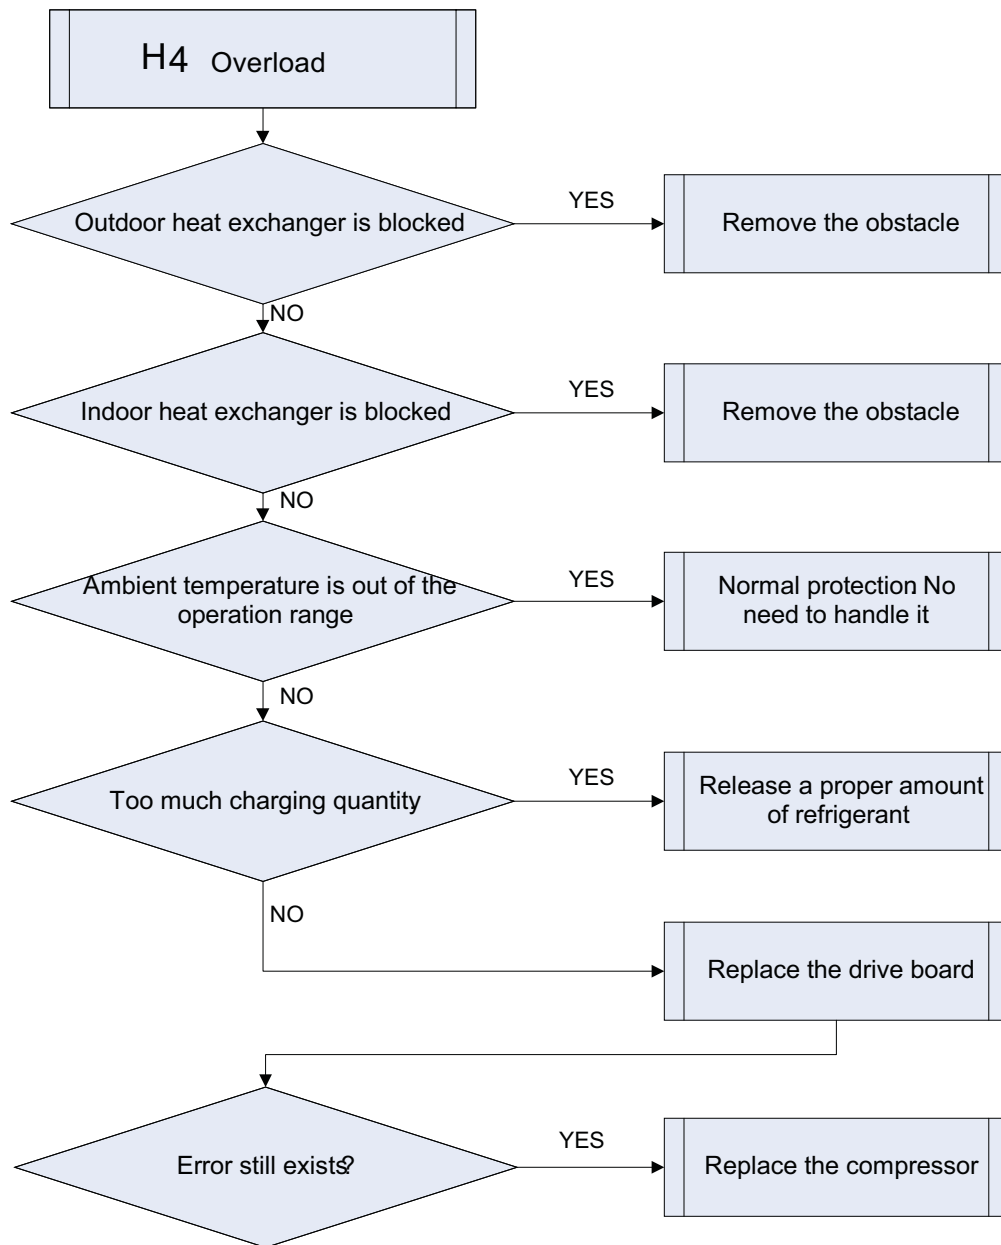 H4 Overload
Outdoor heat exchanger is blocked
YES
Remove the obstacle
NO
Indoor heat exchanger is blocked
YES
Remove the obstacle
NO
Ambient temperature is out of the
operation range
YES
Normal protection. No
need to handle it
NO
Too much charging quantity
YES
Release a proper amount
of refrigerant
NO
Replace the drive board
Error still exists?
YES
Replace the compressor